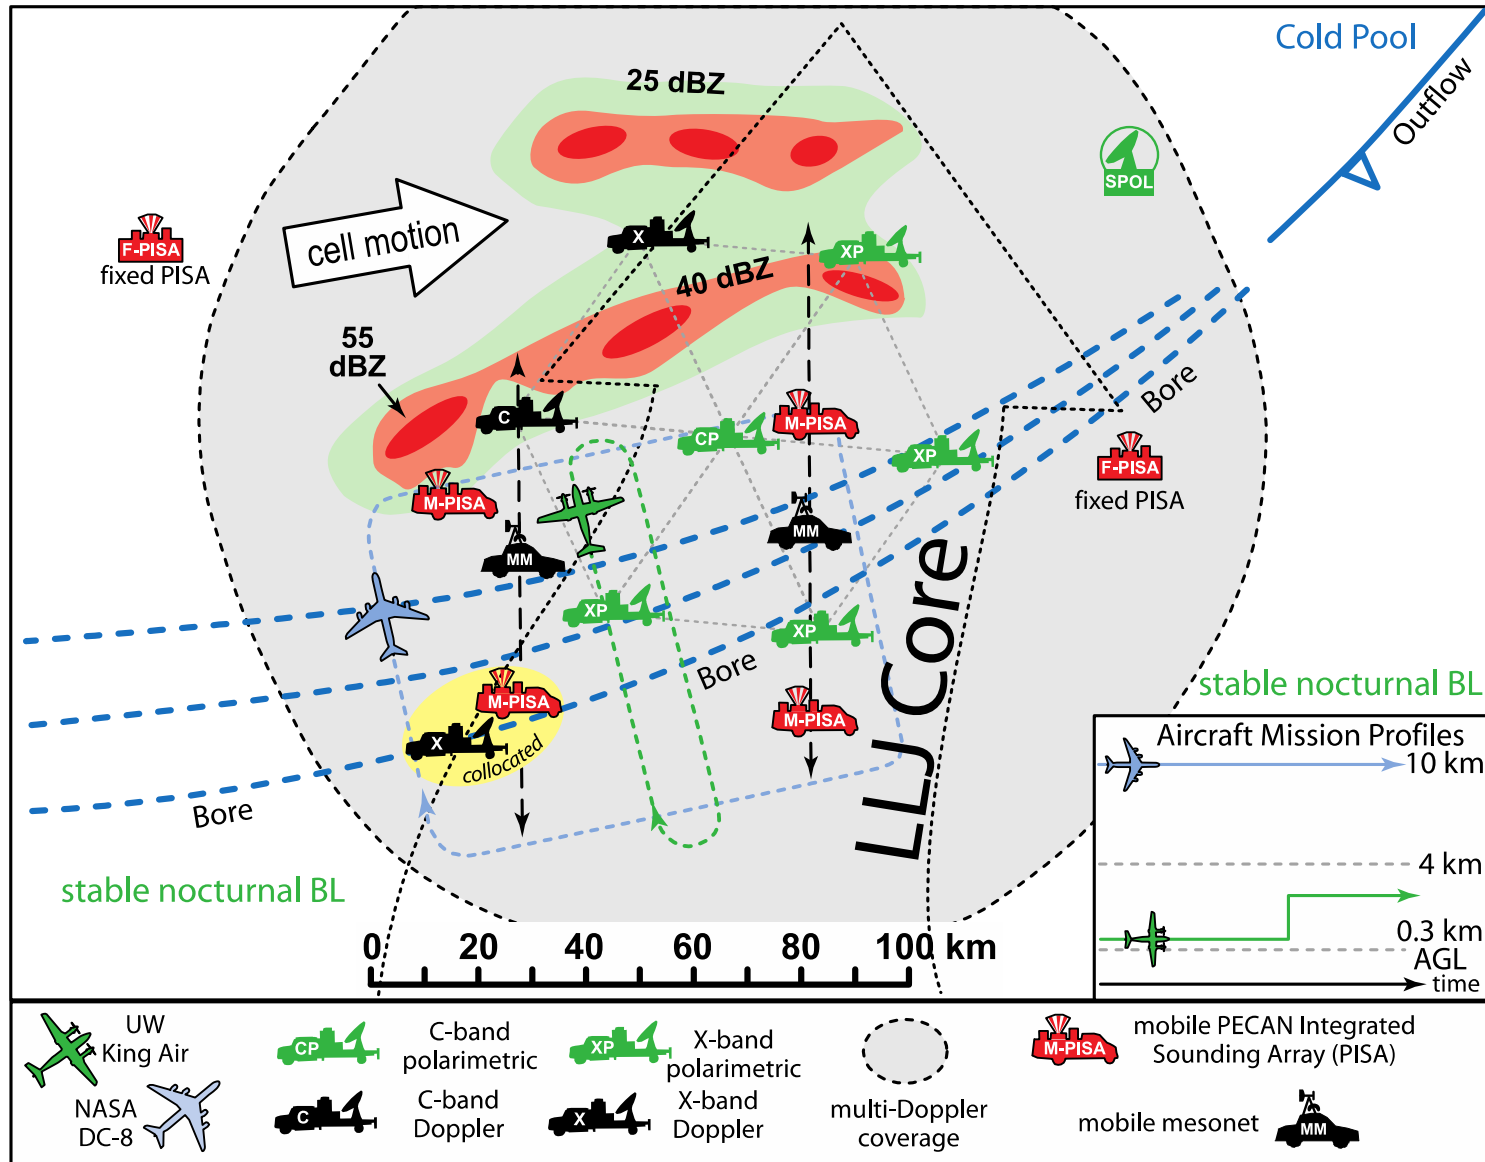 Cold Pool
Outflow
25 dBZ
SPOL
F-PISA
fixed PISA
cell motion
X
XP
40 dBZ
55
dBZ
Bore
C
CP
M-PISA
XP
F-PISA
fixed PISA
M-PISA
MM
MM
XP
XP
LLJ Core
Bore
M-PISA
M-PISA
X
collocated
stable nocturnal BL
Bore
stable nocturnal BL
Aircraft Mission Profiles
10 km
4 km
0.3 km
AGL
time
0 20 40 60 80 100 km
UW
King Air
NASA
DC-8
CP
C-band
polarimetric
C
C-band
Doppler
XP
X-band
polarimetric
X
X-band
Doppler
multi-Doppler
coverage
M-PISA
mobile PECAN Integrated
Sounding Array (PISA)
mobile mesonet
MM